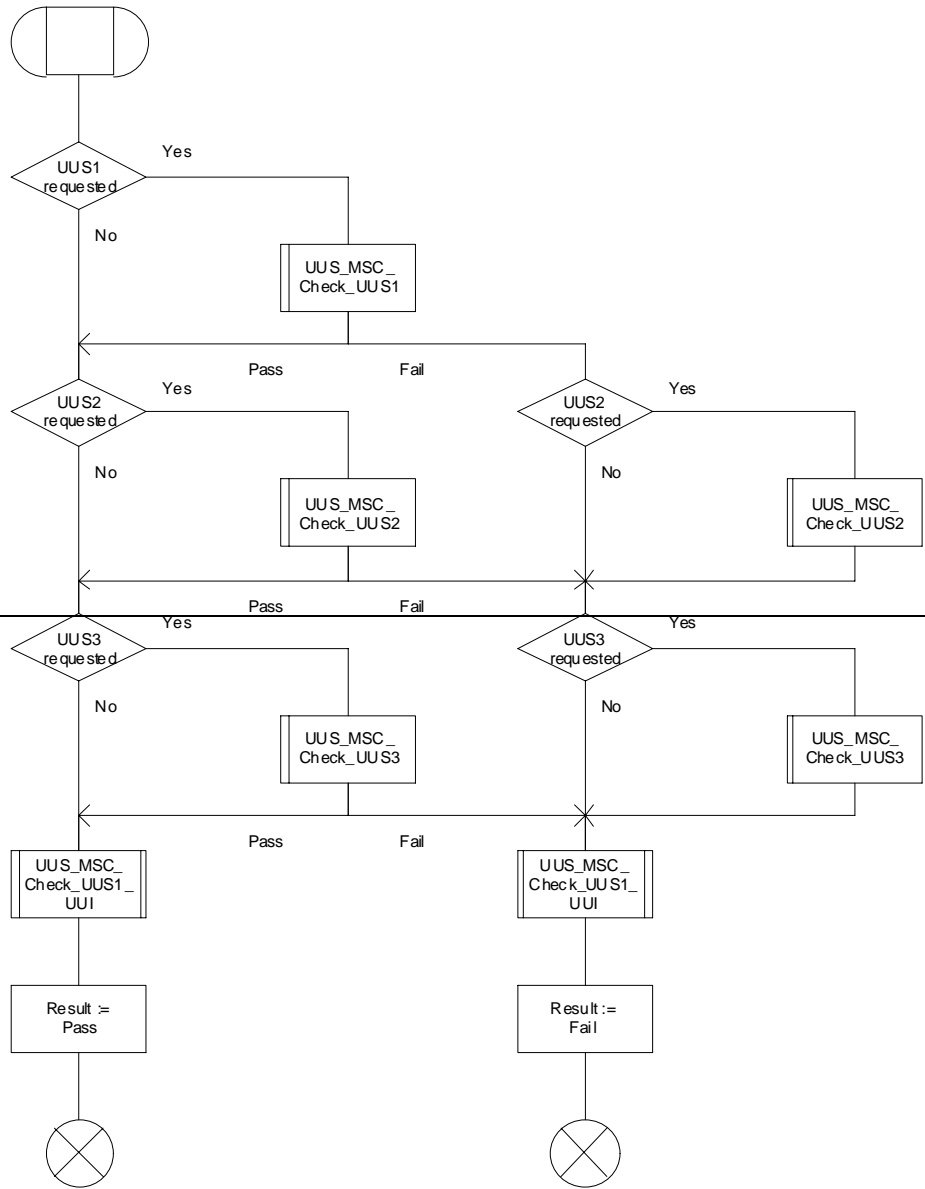 Yes
UUS1
requested
No
UUS_MSC_
Check_UUS1
Pass
Fail
Yes
Yes
UUS2
requested
UUS2
requested
No
No
UUS_MSC_
Check_UUS2
UUS_MSC_
Check_UUS2
Pass
Fail
Yes
Yes
UUS3
requested
UUS3
requested
No
No
UUS_MSC_
Check_UUS3
UUS_MSC_
Check_UUS3
Pass
Fail
UUS_MSC_
Check_UUS1_
UUI
UUS_MSC_
Check_UUS1_
UUI
Result :=
Pass
Result :=
Fail